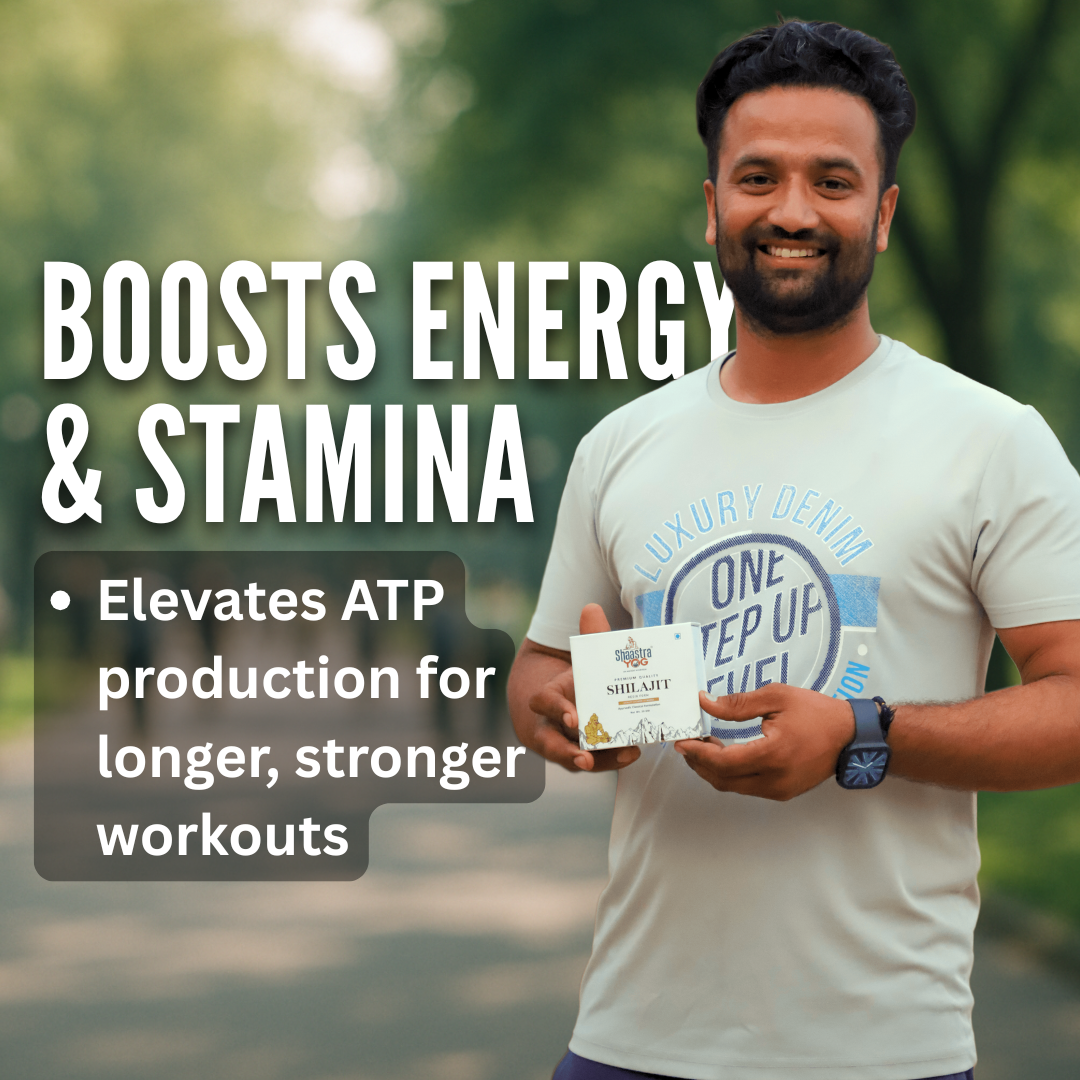 BOOSTS ENERGY
& STAMINA
• Elevates ATP
production for
longer, stronger
workouts
LUXURY DENIM
ONE
TEP UP
EVEL
Shaastra
YOG
PREMIUM QUALITY
SHILAJIT